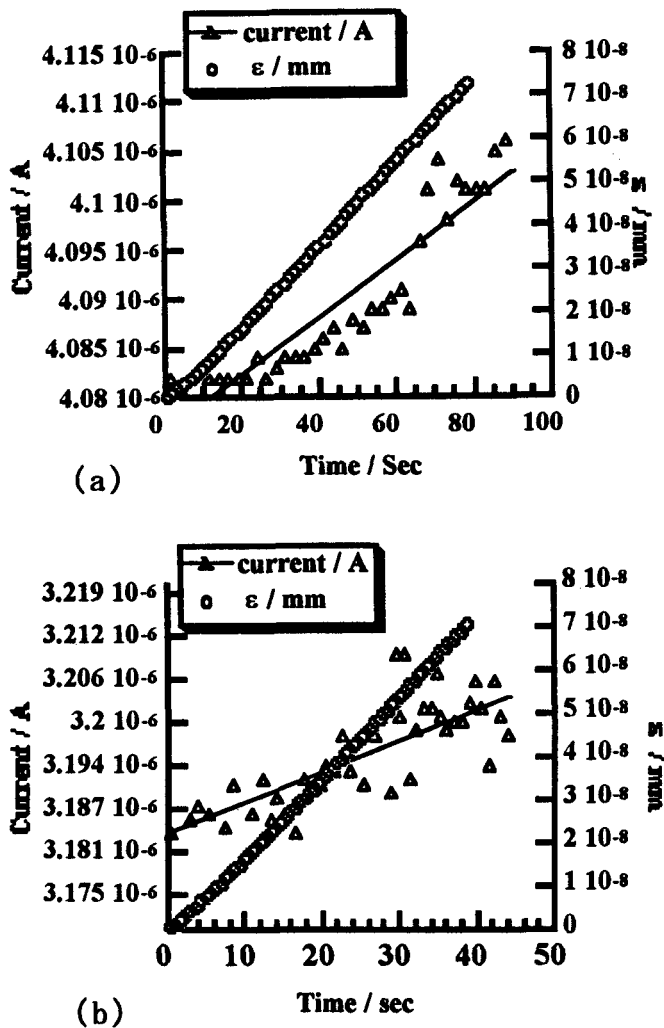 current / A
ε / mm
4.115 10-6
4.11 10-6
4.105 10-6
4.1 10-6
4.095 10-6
4.09 10-6
4.085 10-6
4.08 10-6
Current / A
8 10-8
7 10-8
6 10-8
5 10-8
4 10-8
3 10-8
2 10-8
1 10-8
0
ε / mm
0 20 40 60 80 100
Time / Sec
(a)
current / A
ε / mm
3.219 10-6
3.212 10-6
3.206 10-6
3.2 10-6
3.194 10-6
3.187 10-6
3.181 10-6
3.175 10-6
Current / A
8 10-8
7 10-8
6 10-8
5 10-8
4 10-8
3 10-8
2 10-8
1 10-8
0
ε / mm
0 10 20 30 40 50
Time / sec
(b)